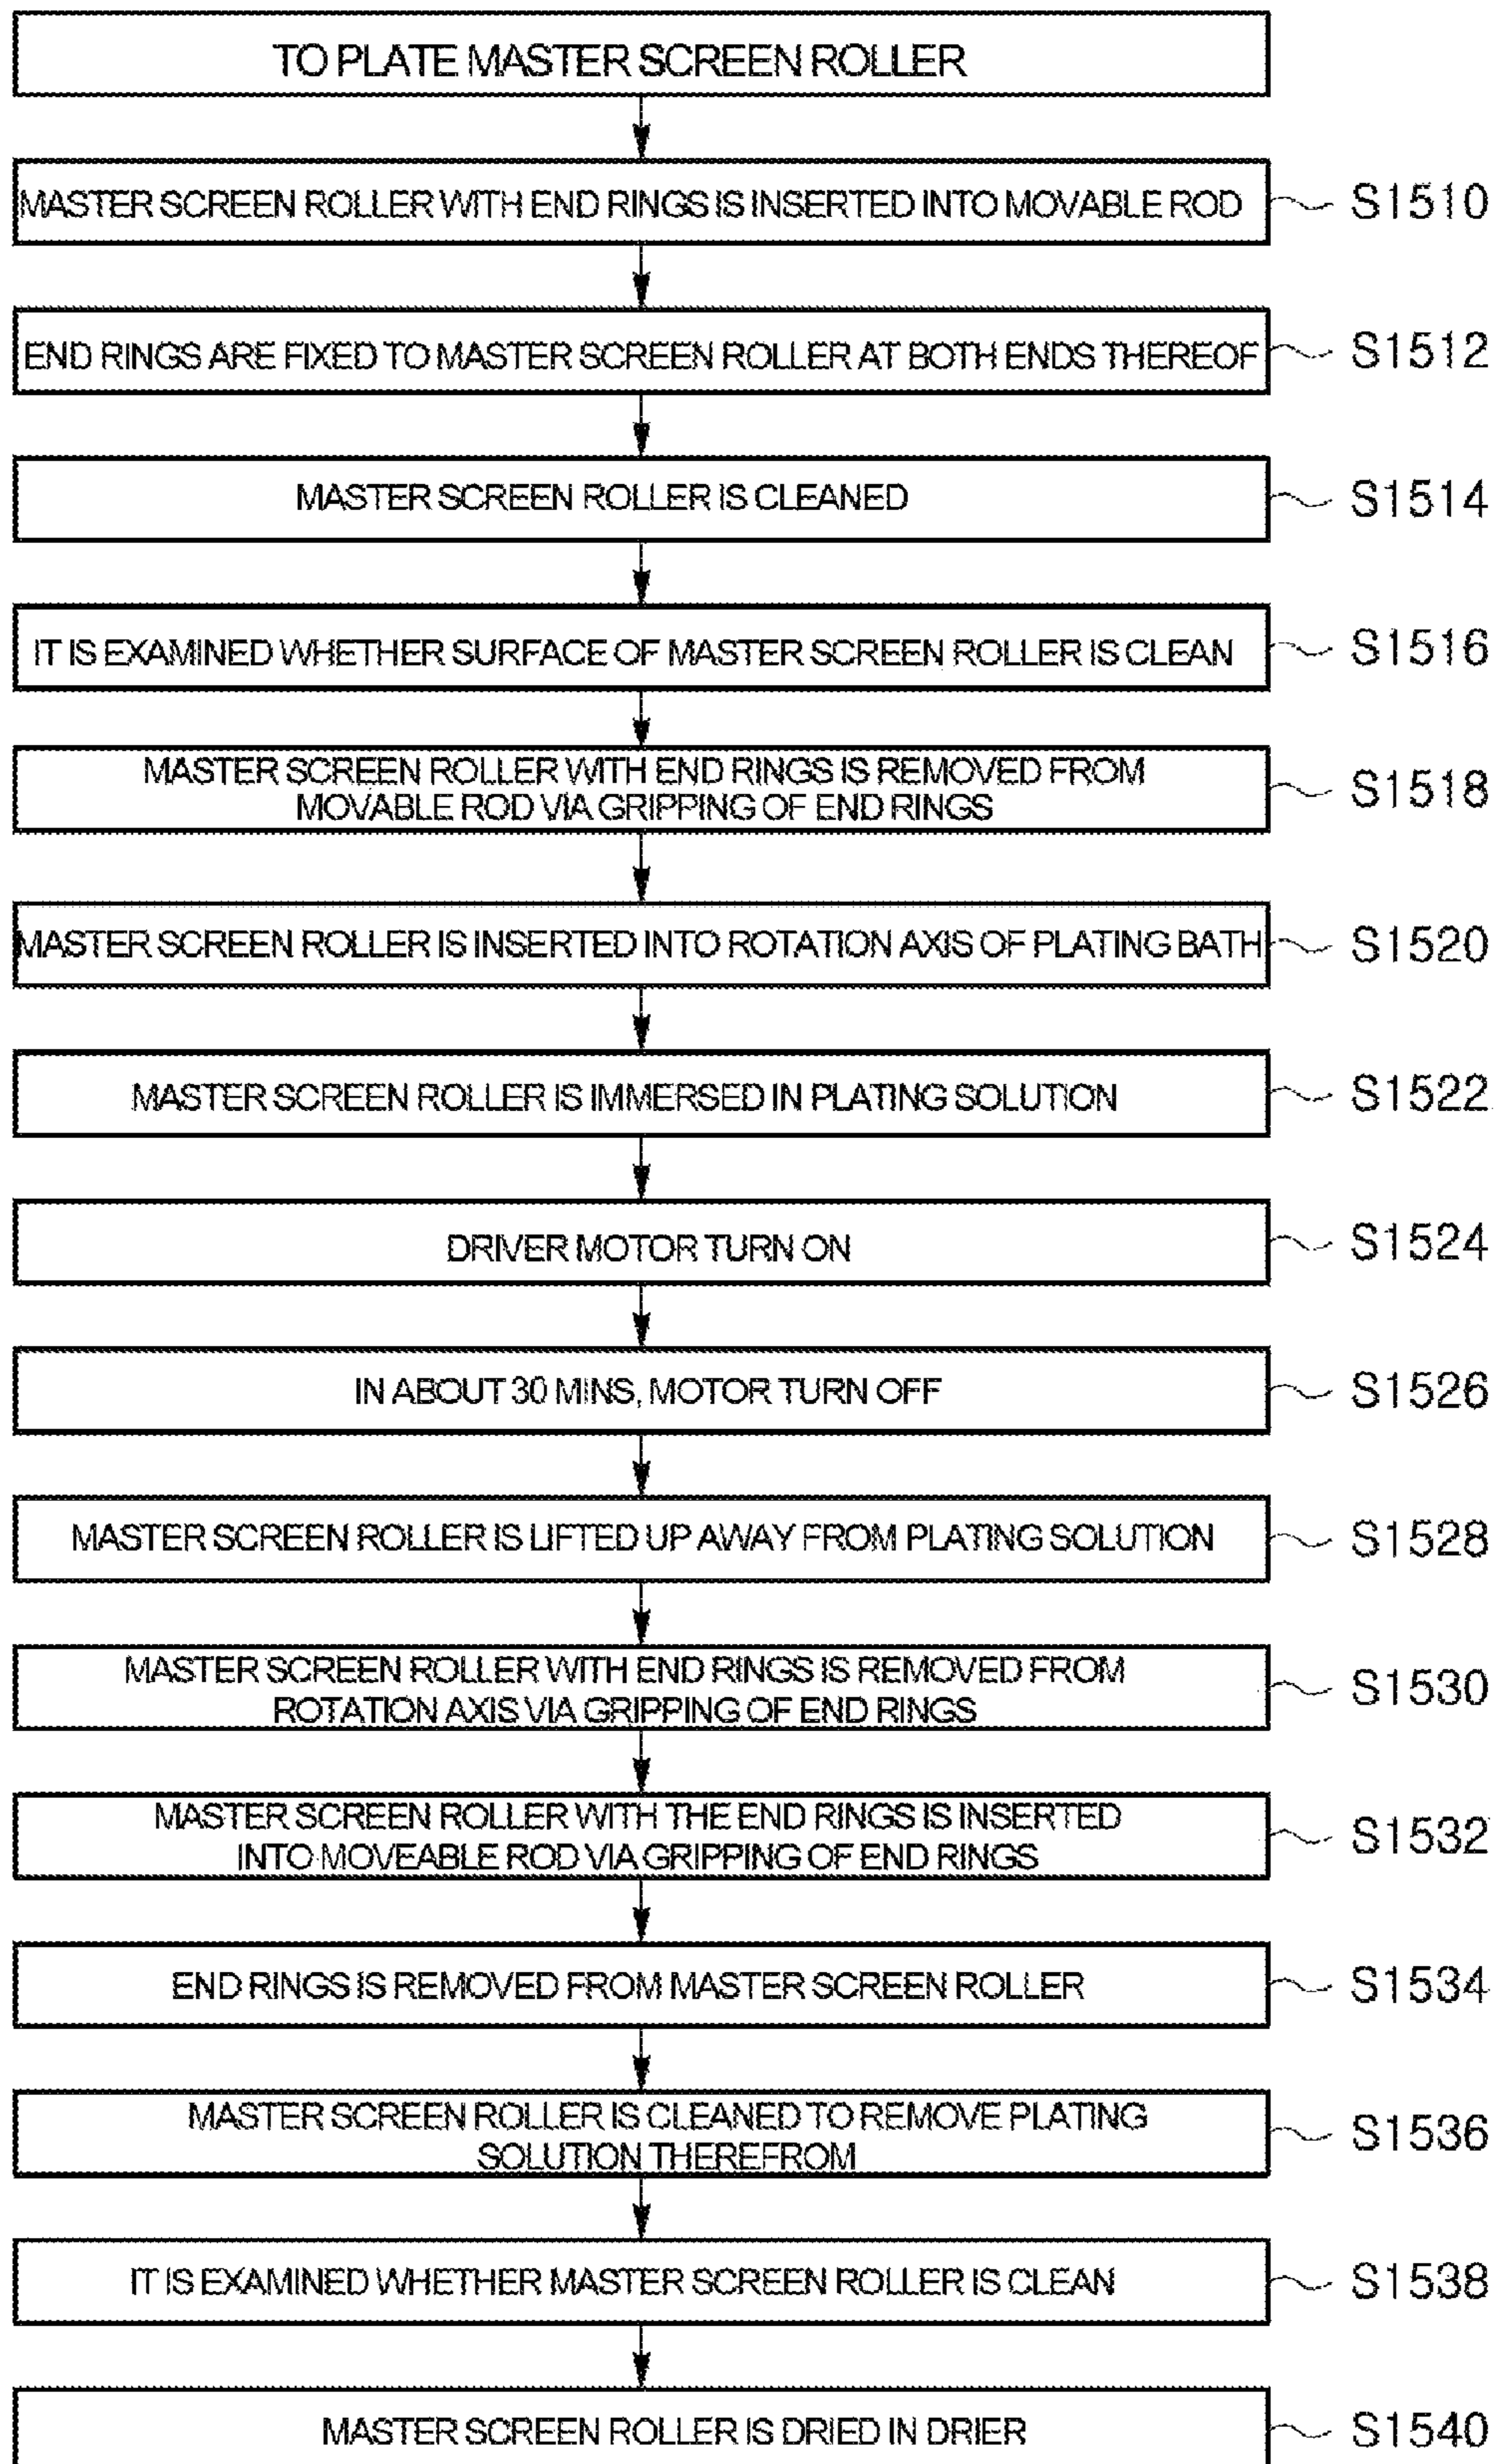 TO PLATE MASTER SCREEN ROLLER
MASTER SCREEN ROLLER WITH END RINGS IS INSERTED INTO MOVABLE ROD
S1510
END RINGS ARE FIXED TO MASTER SCREEN ROLLER AT BOTH ENDS THEREOF
S1512
MASTER SCREEN ROLLER IS CLEANED
S1514
IT IS EXAMINED WHETHER SURFACE OF MASTER SCREEN ROLLER IS CLEAN
S1516
MASTER SCREEN ROLLER WITH END RINGS IS REMOVED FROM
MOVABLE ROD VIA GRIPPING OF END RINGS
S1518
MASTER SCREEN ROLLER IS INSERTED INTO ROTATION AXIS OF PLATING BATH
S1520
MASTER SCREEN ROLLER IS IMMERSED IN PLATING SOLUTION
S1522
DRIVER MOTOR TURN ON
S1524
IN ABOUT 30 MINS, MOTOR TURN OFF
S1526
MASTER SCREEN ROLLER IS LIFTED UP AWAY FROM PLATING SOLUTION
S1528
MASTER SCREEN ROLLER WITH END RINGS IS REMOVED FROM
ROTATION AXIS VIA GRIPPING OF END RINGS
S1530
MASTER SCREEN ROLLER WITH THE END RINGS IS INSERTED
INTO MOVEABLE ROD VIA GRIPPING OF END RINGS
S1532
END RINGS IS REMOVED FROM MASTER SCREEN ROLLER
S1534
MASTER SCREEN ROLLER IS CLEANED TO REMOVE PLATING
SOLUTION THEREFROM
S1536
IT IS EXAMINED WHETHER MASTER SCREEN ROLLER IS CLEAN
S1538
MASTER SCREEN ROLLER IS DRIED IN DRIER
S1540